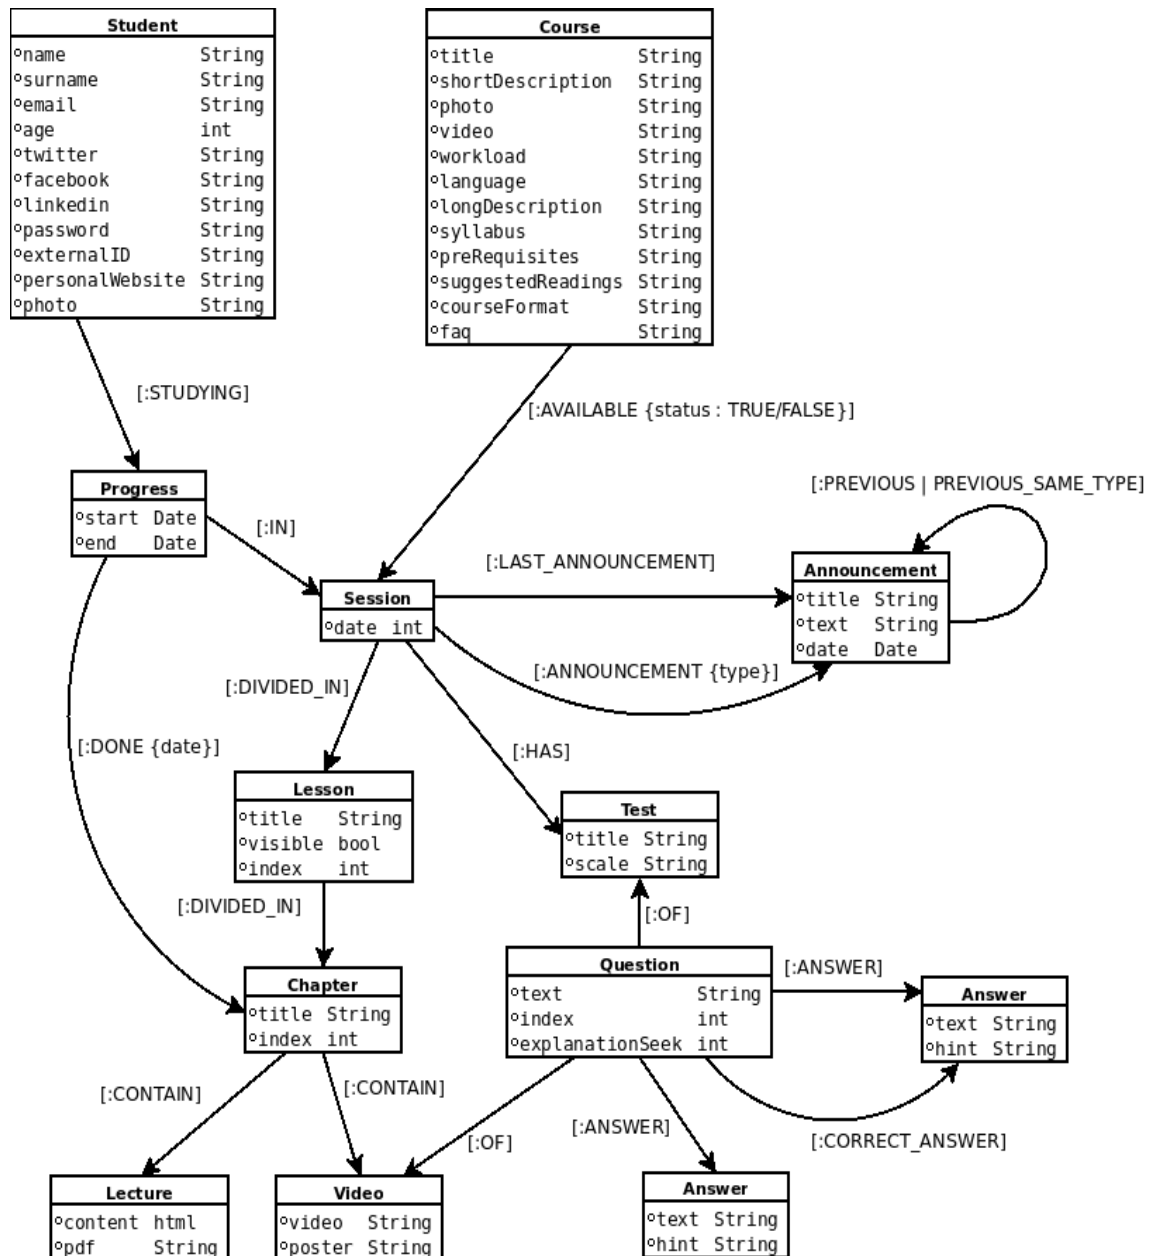 Student
name String
surname String
email String
age int
twitter String
facebook String
linkedin String
password String
externalID String
personalWebsite String
photo String
Course
title String
shortDescription String
photo String
video String
workload String
language String
longDescription String
syllabus String
preRequisites String
suggestedReadings String
courseFormat String
faq String
[:STUDYING]
[:AVAILABLE {status : TRUE/FALSE}]
Progress
start Date
end Date
[:IN]
[:PREVIOUS | PREVIOUS_SAME_TYPE]
[:LAST_ANNOUNCEMENT]
Announcement
title String
text String
date Date
Session
date int
[:ANNOUNCEMENT {type}]
[:DIVIDED_IN]
[:DONE {date}]
[:HAS]
Lesson
title String
visible bool
index int
Test
title String
scale String
[:DIVIDED_IN]
[:OF]
Chapter
title String
index int
Question
text String
index int
explanationSeek int
[:ANSWER]
Answer
text String
hint String
[:CONTAIN]
[:CONTAIN]
[:OF]
[:ANSWER]
[:CORRECT_ANSWER]
Lecture
content html
pdf String
Video
video String
poster String
Answer
text String
hint String